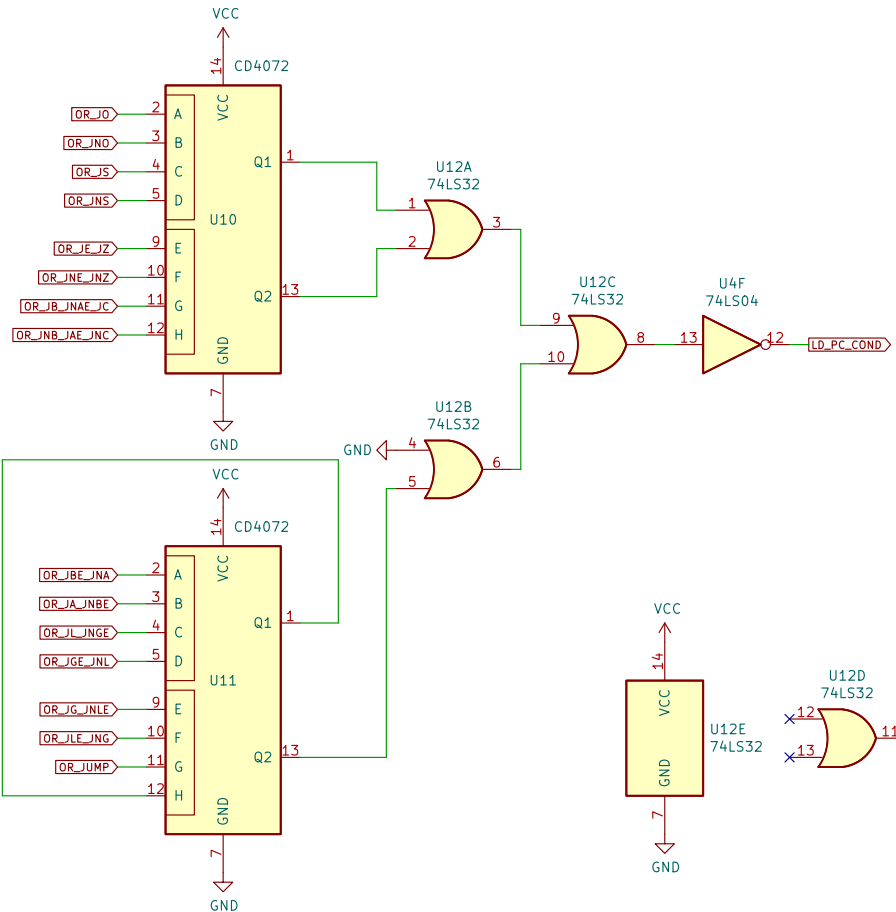 VCC
14
CD4072
VCC
OR_JO
2
A
OR_JNO
3
B
OR_JS
4
C
OR_JNS
5
D
Q1
1
U10
OR_JE_JZ
9
E
OR_JNE_JNZ
10
F
OR_JB_JNAE_JC
11
G
OR_JNB_JAE_JNC
12
H
Q2
13
GND
7
GND
U12A
74LS32
1
2
3
U12C
74LS32
9
10
8
U4F
74LS04
13
12
LD_PC_COND
U12B
74LS32
GND
4
5
6
VCC
14
CD4072
VCC
OR_JBE_JNA
2
A
OR_JA_JNBE
3
B
OR_JL_JNGE
4
C
OR_JGE_JNL
5
D
Q1
1
U11
OR_JG_JNLE
9
E
OR_JLE_JNG
10
F
OR_JUMP
11
G
12
H
Q2
13
GND
7
GND
VCC
14
VCC
U12E
74LS32
GND
7
GND
U12D
74LS32
12
13
11